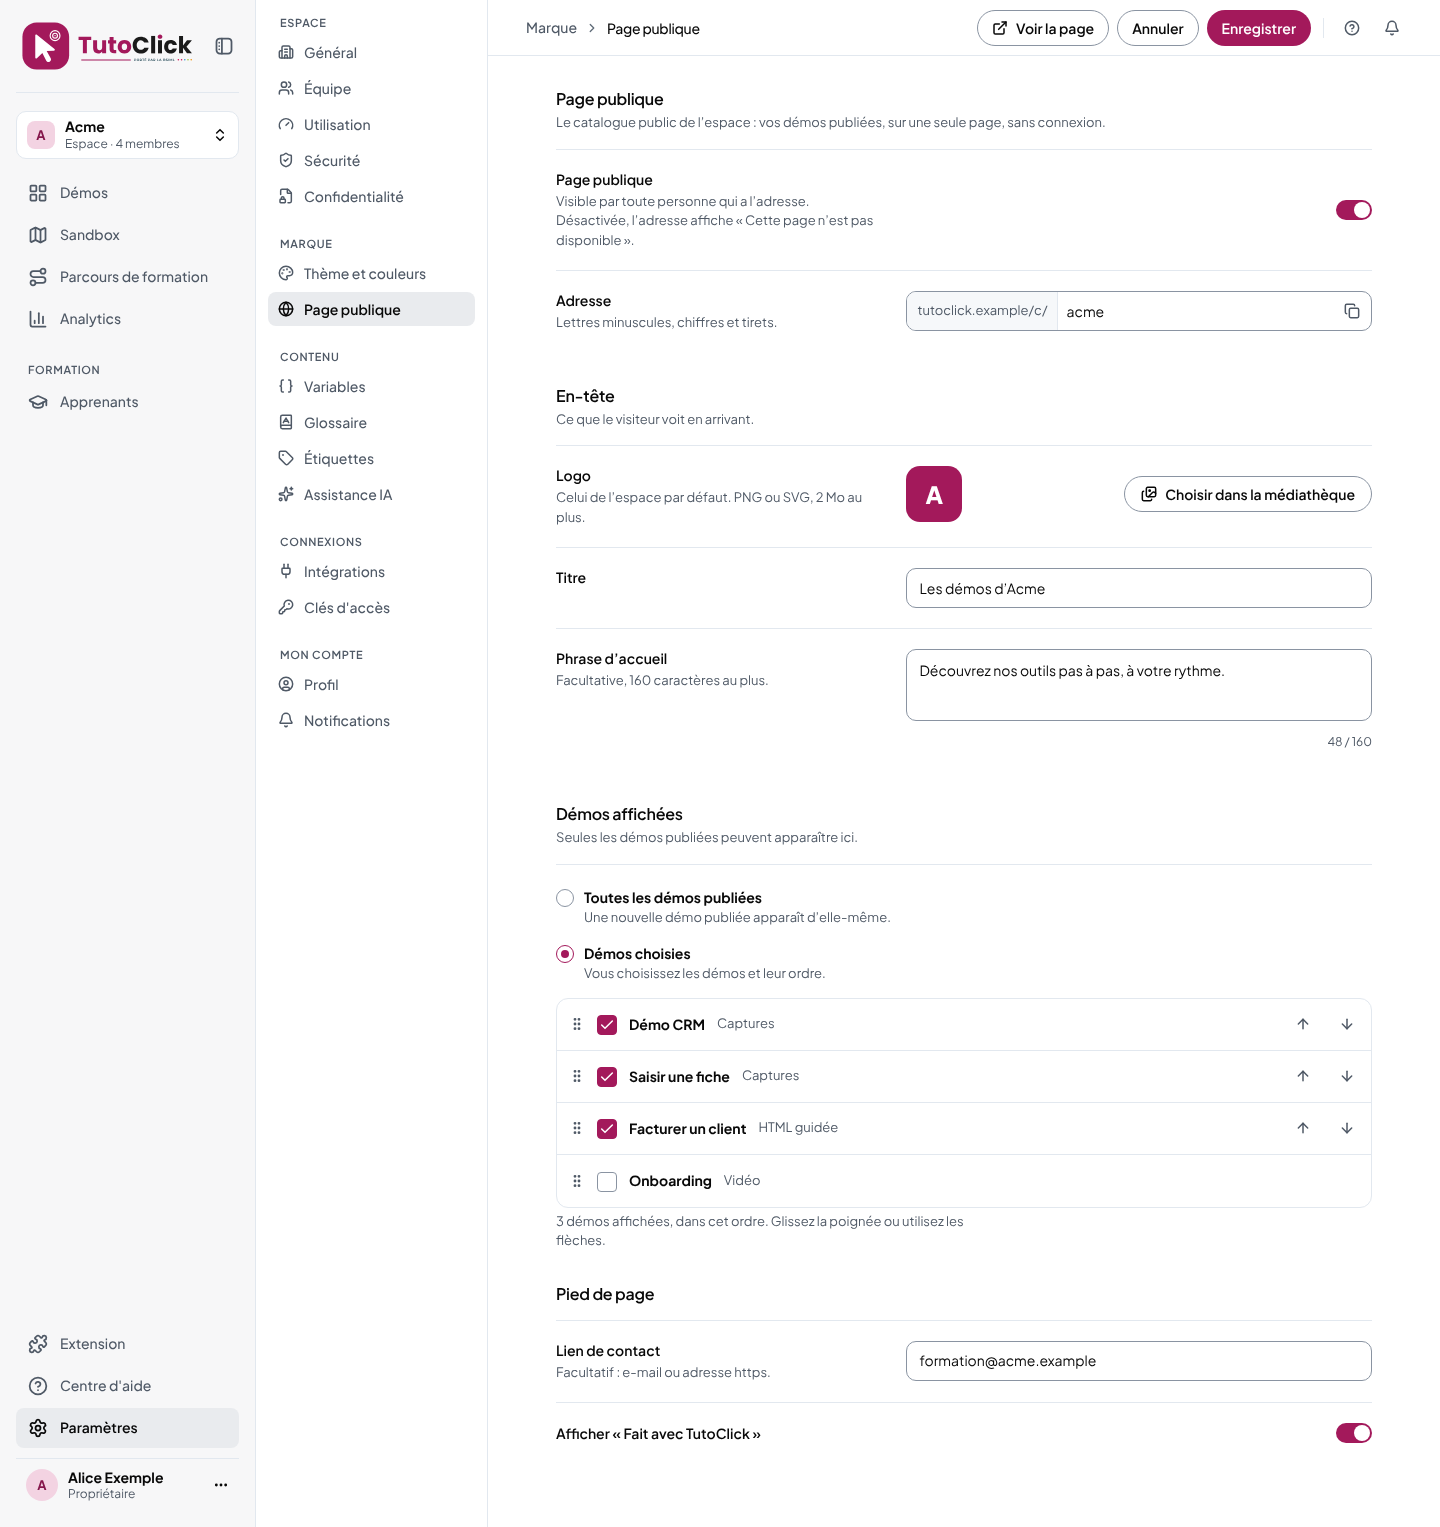 TutoClick
Acme
Espace · 4 membres
Démos
Sandbox
Parcours de formation
Analytics
FORMATION
Apprenants
Extension
Centre d'aide
Paramètres
A
Alice Exemple
Propriétaire
ESPACE
Général
Équipe
Utilisation
Sécurité
Confidentialité
MARQUE
Thème et couleurs
Page publique
CONTENU
Variables
Glossaire
Étiquettes
Assistance IA
CONNEXIONS
Intégrations
Clés d'accès
MON COMPTE
Profil
Notifications
Marque > Page publique
Voir la page
Annuler
Enregistrer
Page publique
Le catalogue public de l’espace : vos démos publiées, sur une seule page, sans connexion.
Page publique
Visible par toute personne qui a l’adresse.
Désactivée, l’adresse affiche « Cette page n’est pas
disponible ».
Adresse
Lettres minuscules, chiffres et tirets.
tutoclick.example/c/ acme
En-tête
Ce que le visiteur voit en arrivant.
Logo
Celui de l’espace par défaut. PNG ou SVG, 2 Mo au
plus.
A
Choisir dans la médiathèque
Titre
Les démos d’Acme
Phrase d’accueil
Facultative, 160 caractères au plus.
Découvrez nos outils pas à pas, à votre rythme.
48 / 160
Démos affichées
Seules les démos publiées peuvent apparaître ici.
Toutes les démos publiées
Une nouvelle démo publiée apparaît d’elle-même.
Démos choisies
Vous choisissez les démos et leur ordre.
Démo CRM Captures
Saisir une fiche Captures
Facturer un client HTML guidée
Onboarding Vidéo
3 démos affichées, dans cet ordre. Glissez la poignée ou utilisez les
flèches.
Pied de page
Lien de contact
Facultatif : e-mail ou adresse https.
formation@acme.example
Afficher « Fait avec TutoClick »